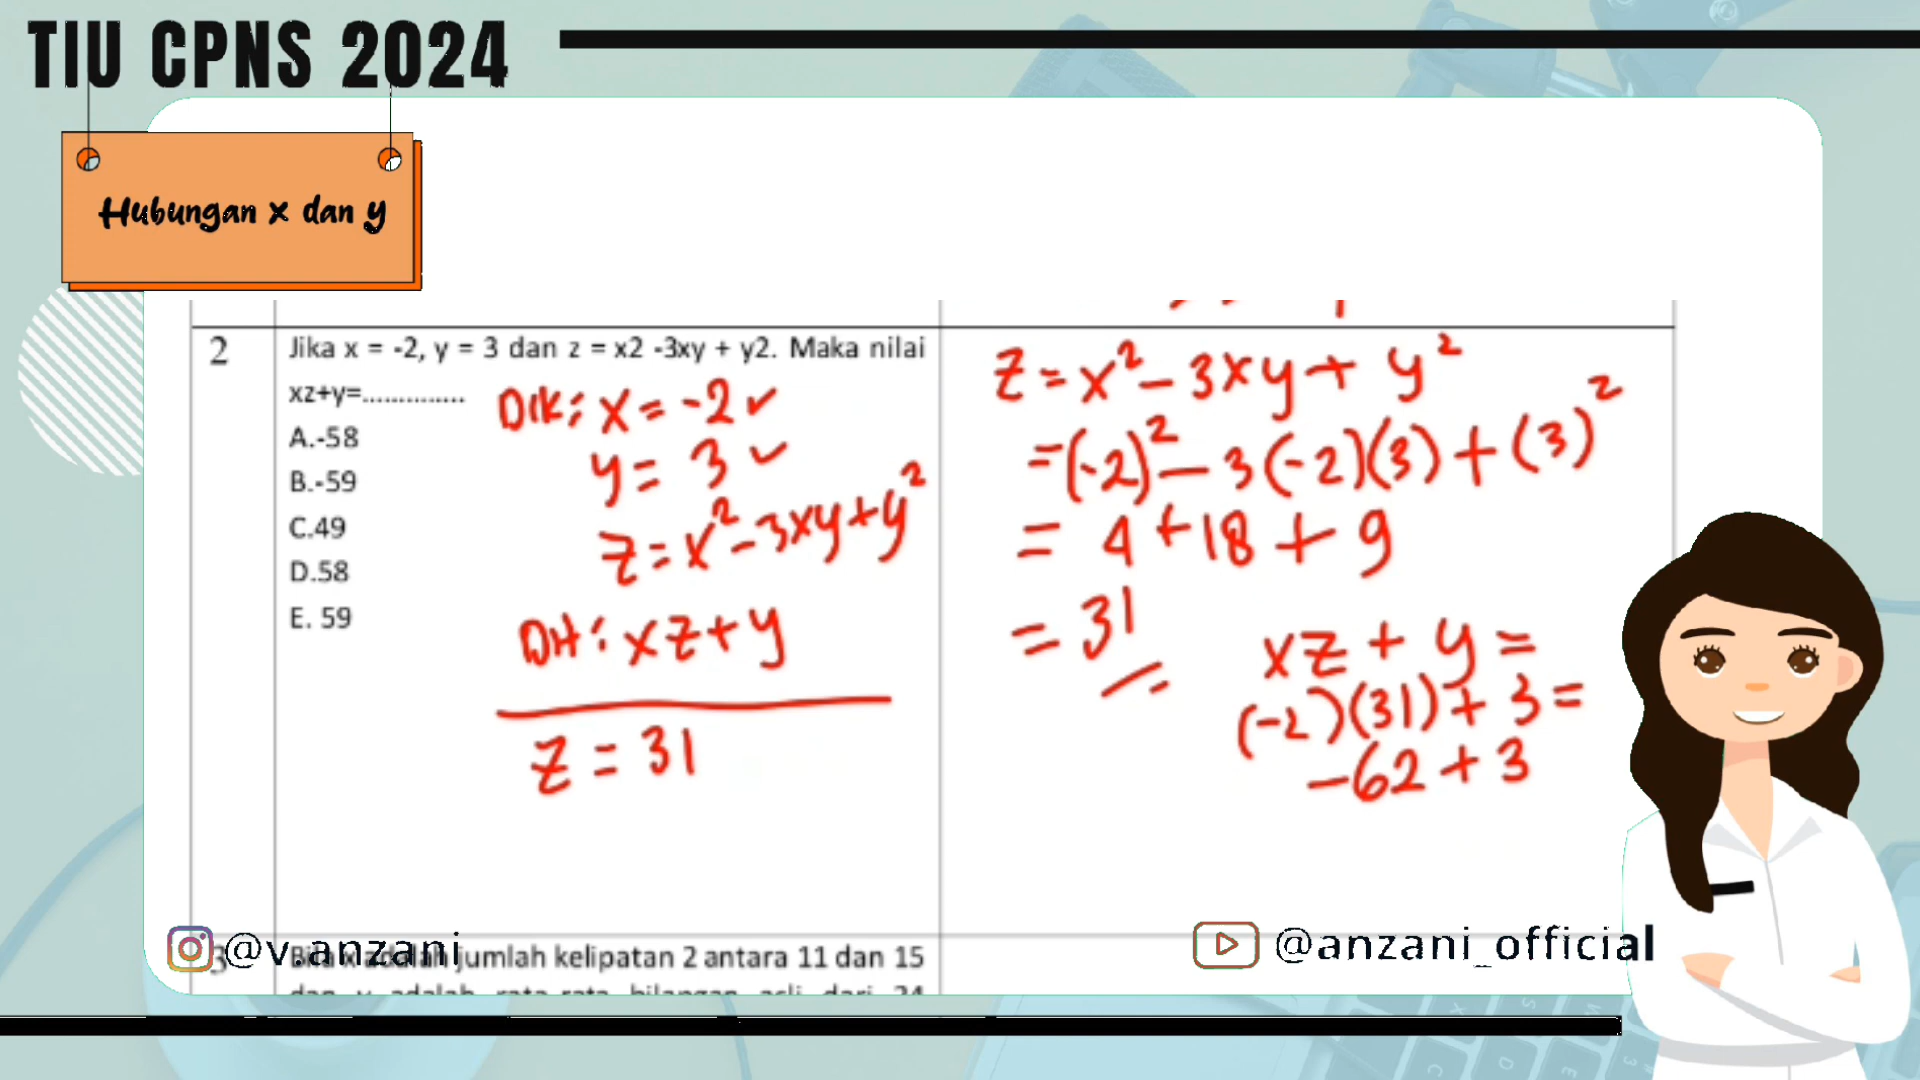 TIU CPNS 2024
Hubungan x dan y
2
Jika x = -2, y = 3 dan z = x2 -3xy + y2. Maka nilai
xz+y=..............
A.-58
B.-59
C.49
D.58
E. 59
DIK: x = -2 ✓
y = 3 ✓
z = x² - 3xy + y²
DH: xz + y
z = 31
z = x² - 3xy + y²
= (-2)² - 3(-2)(3) + (3)²
= 4 + 18 + 9
= 31
xz + y =
(-2)(31) + 3 =
-62 + 3
3
@v.anzani
jumlah kelipatan 2 antara 11 dan 15
@anzani_official